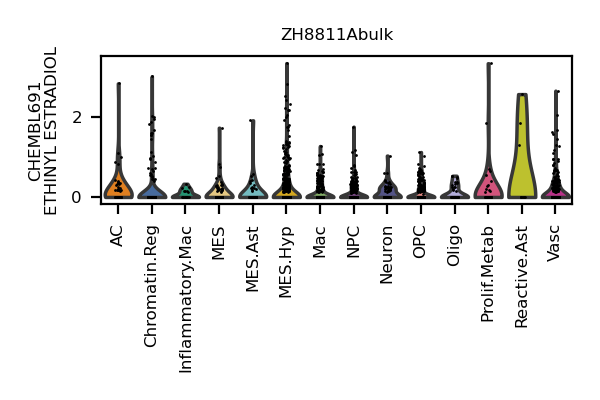 ZH8811Abulk
CHEMBL691
ETHINYL ESTRADIOL
2
0
AC
Chromatin.Reg
Inflammatory.Mac
MES
MES.Ast
MES.Hyp
Mac
NPC
Neuron
OPC
Oligo
Prolif.Metab
Reactive.Ast
Vasc